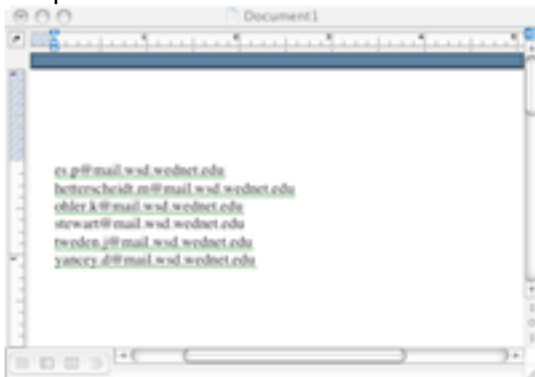 Document1
es.p@mail.wsd.wednet.edu
hetterscheidt.m@mail.wsd.wednet.edu
ohler.k@mail.wsd.wednet.edu
stewart@mail.wsd.wednet.edu
tweden.j@mail.wsd.wednet.edu
yancey.d@mail.wsd.wednet.edu